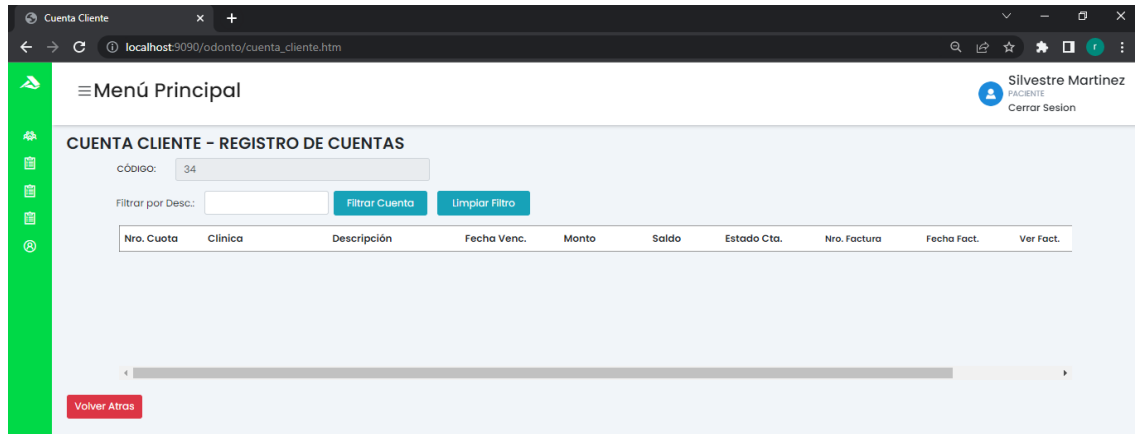 Cuenta Cliente
localhost:9090/odonto/cuenta_cliente.htm
r
Menú Principal
Silvestre Martinez
PACIENTE
Cerrar Sesion
CUENTA CLIENTE - REGISTRO DE CUENTAS
CÓDIGO: 34
Filtrar por Desc.: Filtrar Cuenta Limpiar Filtro
Nro. Cuota Clinica Descripción Fecha Venc. Monto Saldo Estado Cta. Nro. Factura Fecha Fact. Ver Fact.
Volver Atras